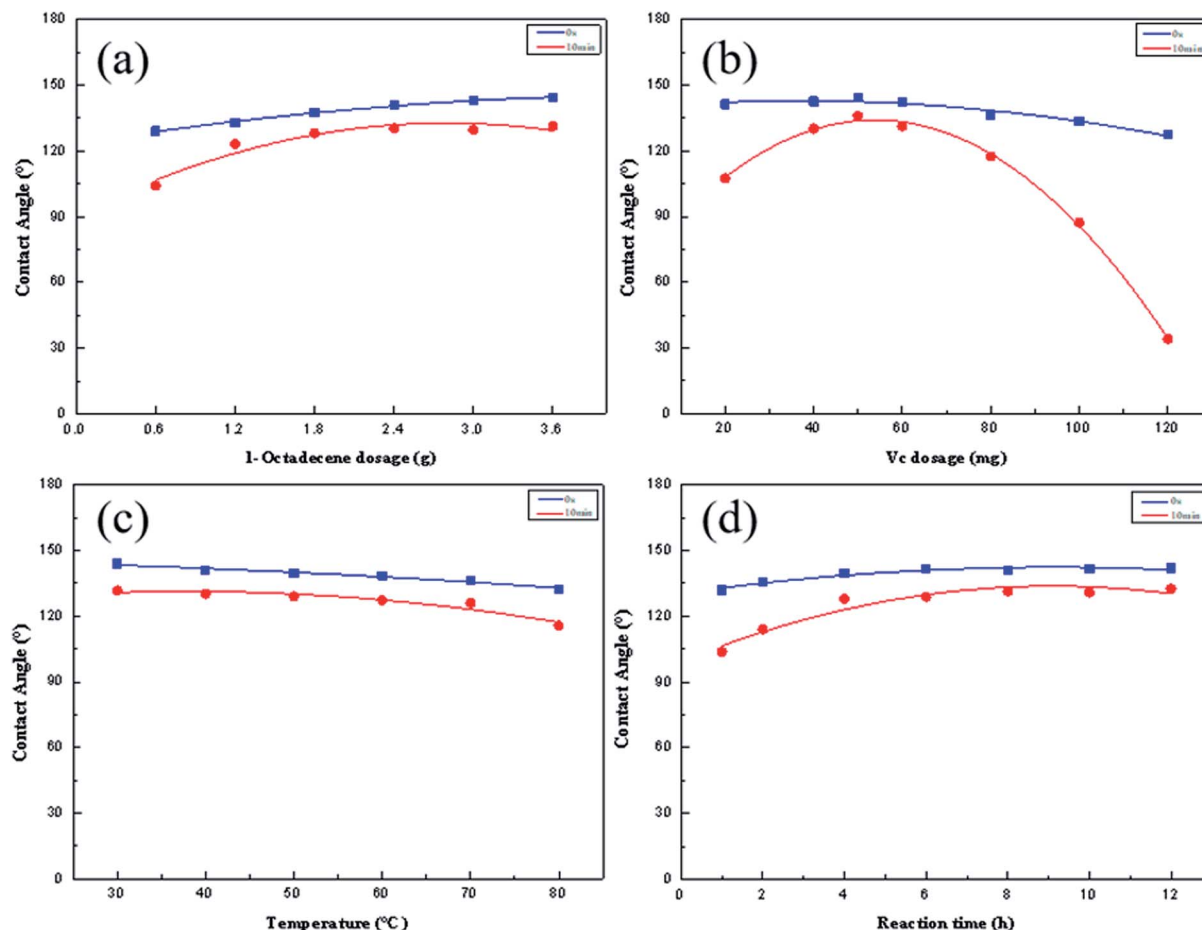 (a)
0s
10min
180
150
120
90
60
30
0
Contact Angle (°)
0.0 0.6 1.2 1.8 2.4 3.0 3.6
1-Octadecene dosage (g)
(b)
0s
10min
180
150
120
90
60
30
0
Contact Angle (°)
20 40 60 80 100 120
Vc dosage (mg)
(c)
0s
10min
180
150
120
90
60
30
0
Contact Angle (°)
30 40 50 60 70 80
Temperature (°C)
(d)
0s
10min
180
150
120
90
60
30
0
Contact Angle (°)
0 2 4 6 8 10 12
Reaction time (h)